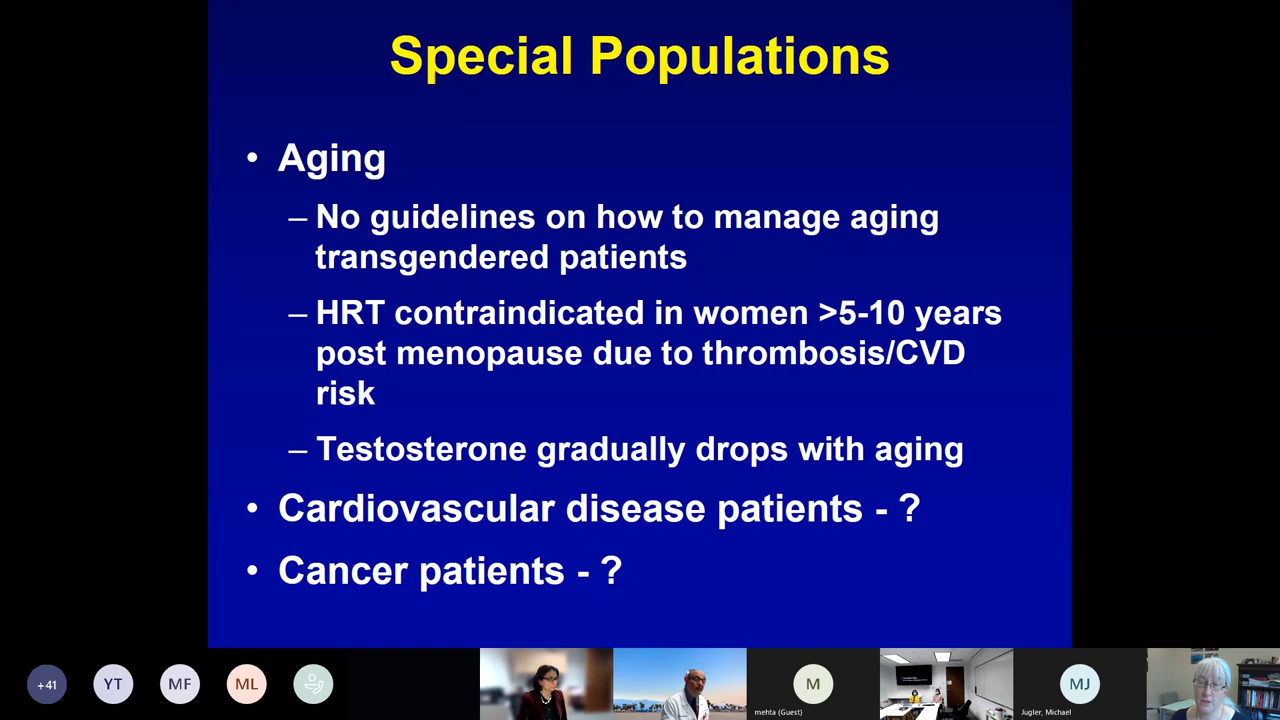 Special Populations
• Aging
– No guidelines on how to manage aging
transgendered patients
– HRT contraindicated in women >5-10 years
post menopause due to thrombosis/CVD
risk
– Testosterone gradually drops with aging
• Cardiovascular disease patients - ?
• Cancer patients - ?
+41
YT
MF
ML
M
mehta (Guest)
MJ
Jugler, Michael